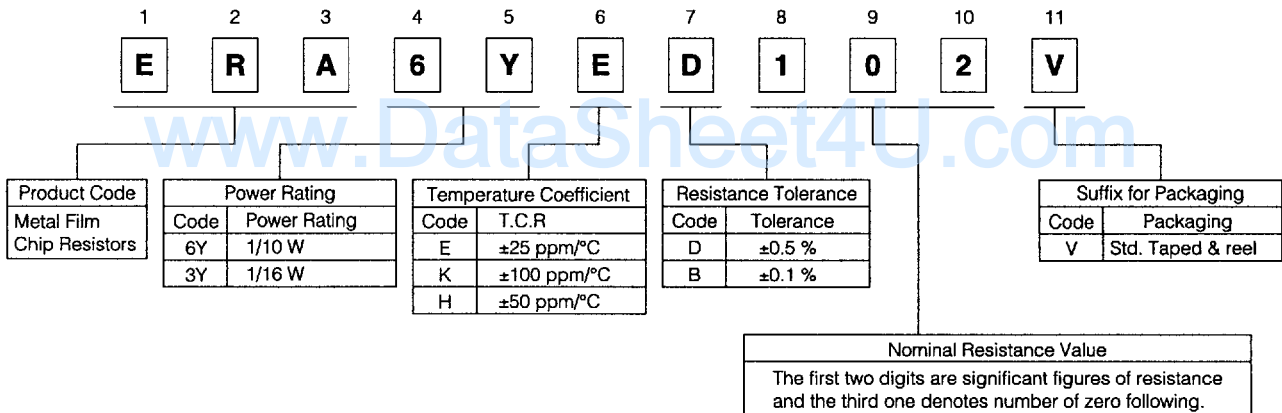 1 2 3 4 5 6 7 8 9 10 11
E R A 6 Y E D 1 0 2 V
www.DataSheet4U.com
Product Code
Metal Film
Chip Resistors
Power Rating
Code Power Rating
6Y 1/10 W
3Y 1/16 W
Temperature Coefficient
Code T.C.R
E ±25 ppm/°C
K ±100 ppm/°C
H ±50 ppm/°C
Resistance Tolerance
Code Tolerance
D ±0.5 %
B ±0.1 %
Suffix for Packaging
Code Packaging
V Std. Taped & reel
Nominal Resistance Value
The first two digits are significant figures of resistance
and the third one denotes number of zero following.